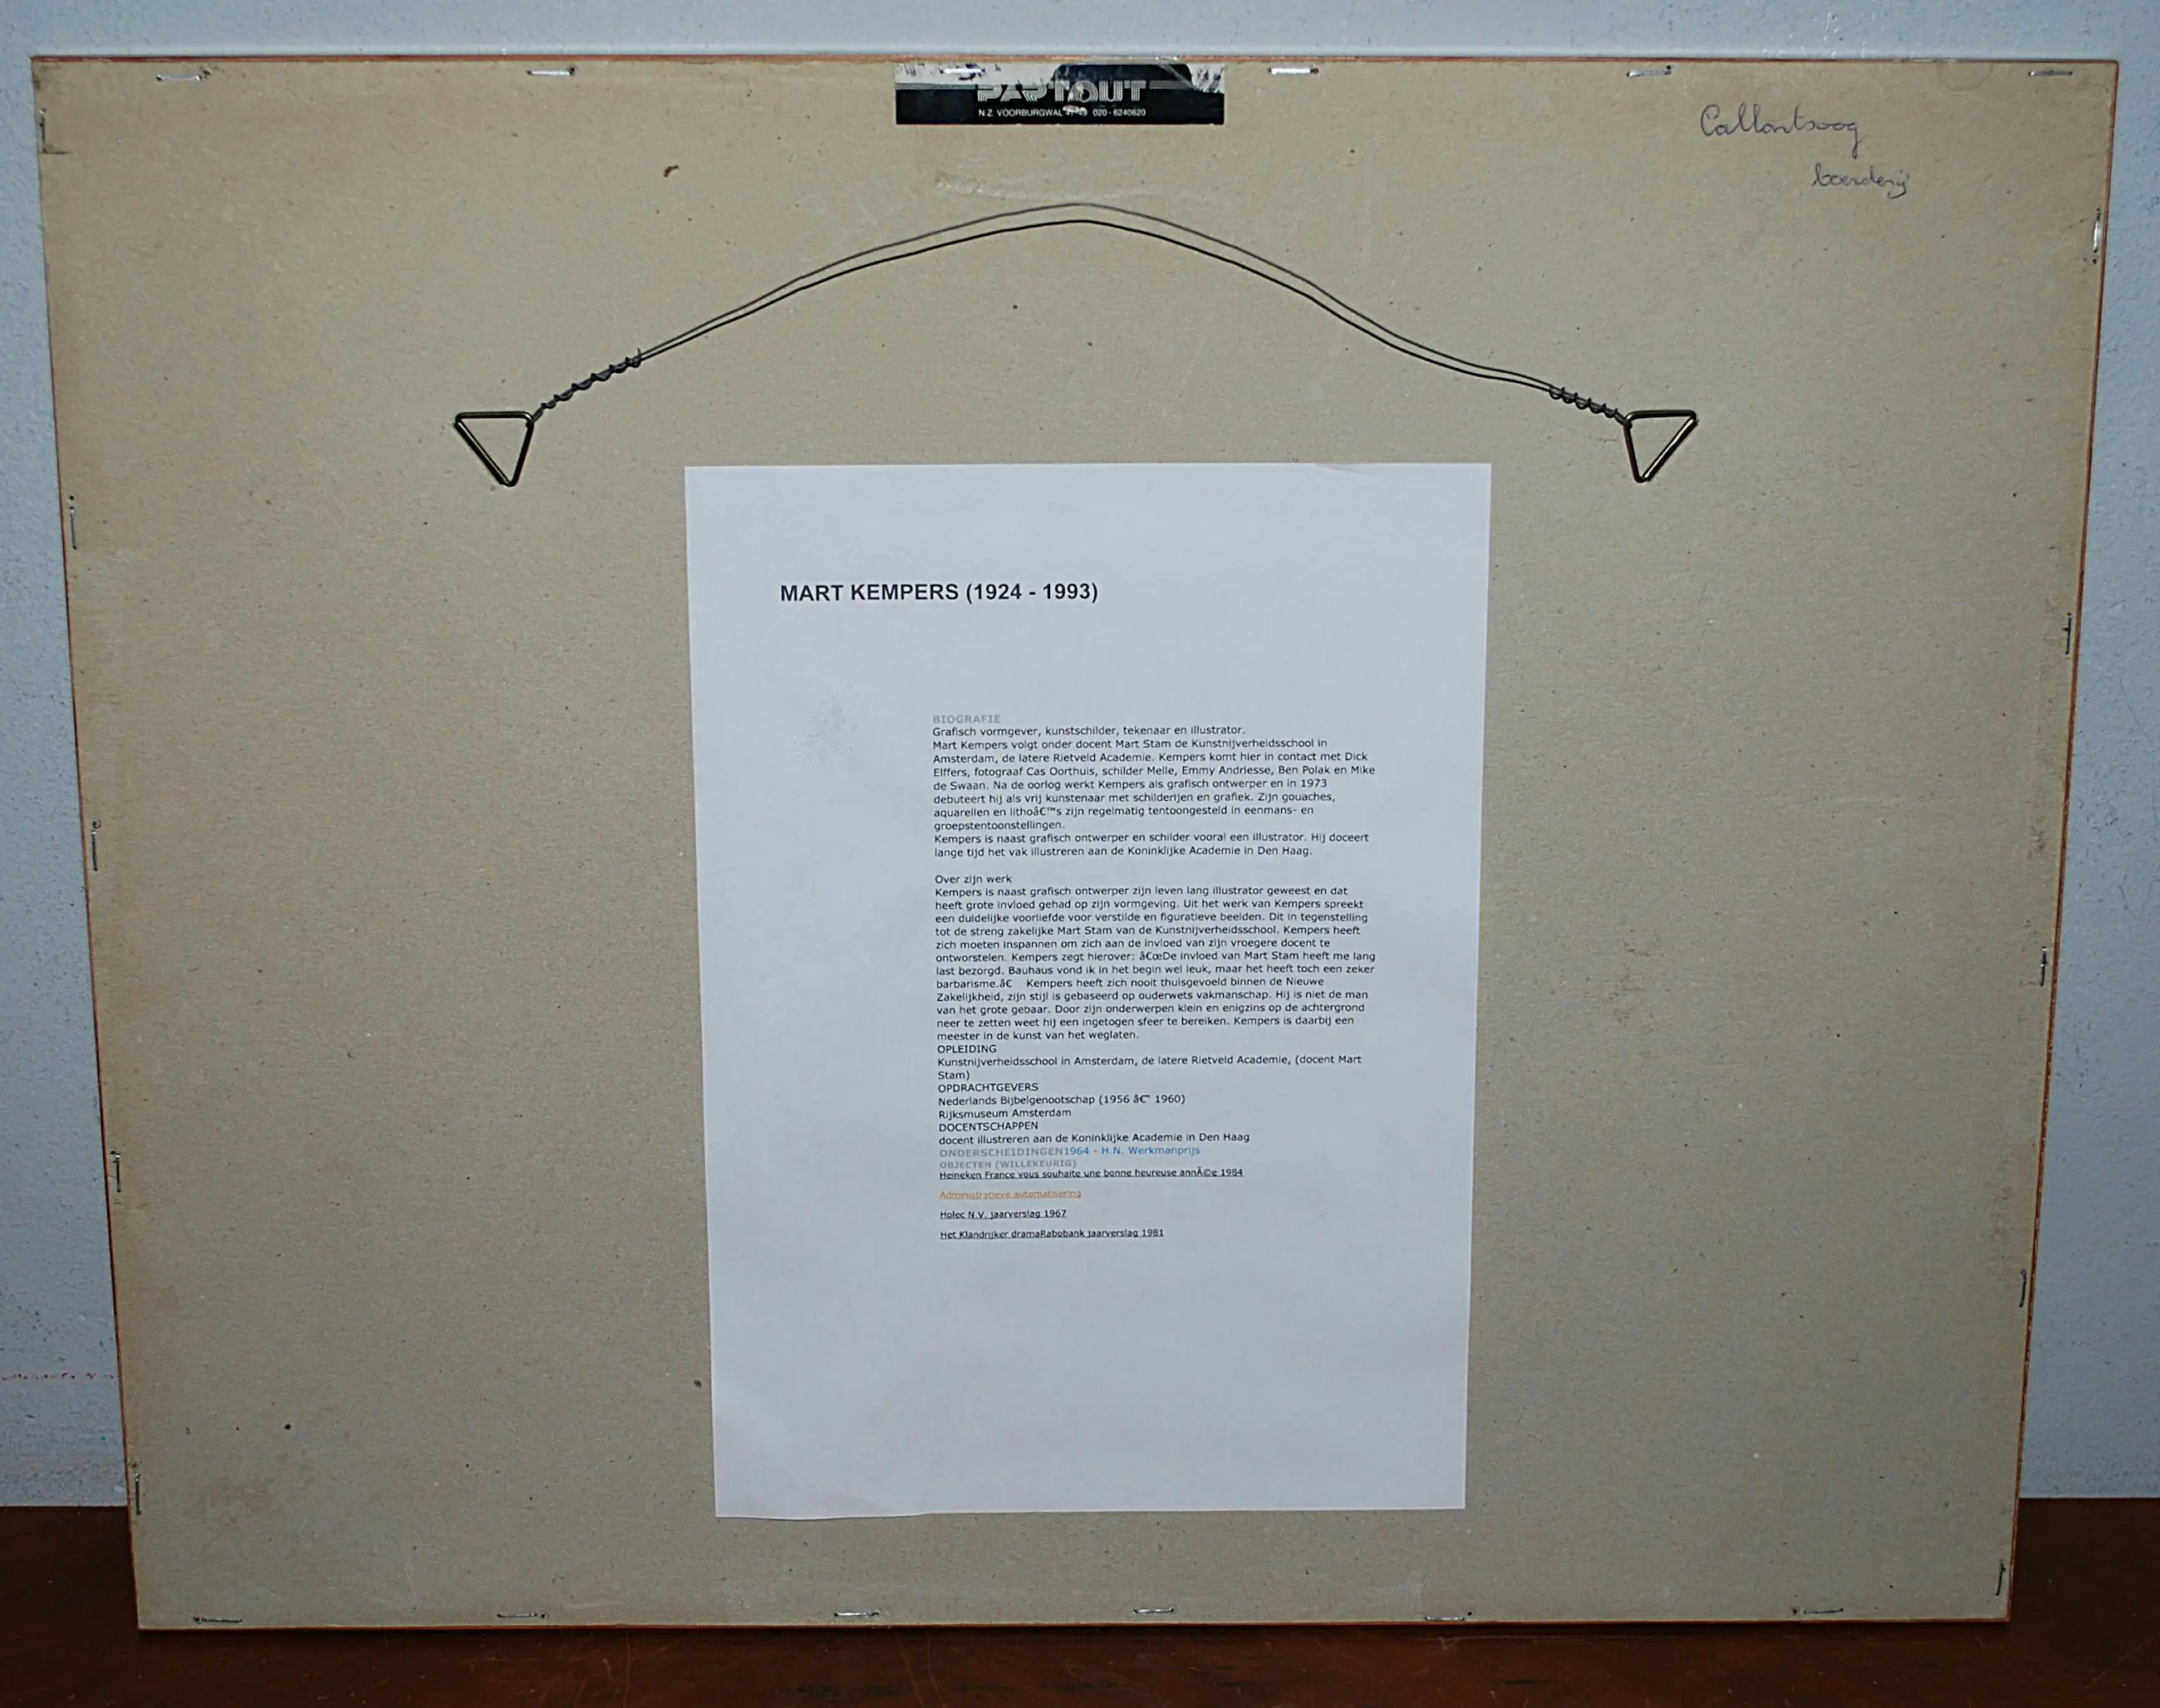 PARTOUT
N.Z. VOORBURGWAL 47-49 020 - 6240620
Callantsoog
boerderij
MART KEMPERS (1924 - 1993)
BIOGRAFIE
Grafisch vormgever, kunstschilder, tekenaar en illustrator.
Mart Kempers volgt onder docent Mart Stam de Kunstnijverheidsschool in
Amsterdam, de latere Rietveld Academie. Kempers komt hier in contact met Dick
Elffers, fotograaf Cas Oorthuis, schilder Melle, Emmy Andriesse, Ben Polak en Mike
de Swaan. Na de oorlog werkt Kempers als grafisch ontwerper en in 1973
debuteert hij als vrij kunstenaar met schilderijen en grafiek. Zijn gouaches,
aquarellen en lithoâ€™s zijn regelmatig tentoongesteld in eenmans- en
groepstentoonstellingen.
Kempers is naast grafisch ontwerper en schilder vooral een illustrator. Hij doceert
lange tijd het vak illustreren aan de Koninklijke Academie in Den Haag.
Over zijn werk
Kempers is naast grafisch ontwerper zijn leven lang illustrator geweest en dat
heeft grote invloed gehad op zijn vormgeving. Uit het werk van Kempers spreekt
een duidelijke voorliefde voor verstilde en figuratieve beelden. Dit in tegenstelling
tot de streng zakelijke Mart Stam van de Kunstnijverheidsschool. Kempers heeft
zich moeten inspannen om zich aan de invloed van zijn vroegere docent te
ontworstelen. Kempers zegt hierover: â€œDe invloed van Mart Stam heeft me lang
last bezorgd. Bauhaus vond ik in het begin wel leuk, maar het heeft toch een zeker
barbarisme.â€ Kempers heeft zich nooit thuisgevoeld binnen de Nieuwe
Zakelijkheid, zijn stijl is gebaseerd op ouderwets vakmanschap. Hij is niet de man
van het grote gebaar. Door zijn onderwerpen klein en enigzins op de achtergrond
neer te zetten weet hij een ingetogen sfeer te bereiken. Kempers is daarbij een
meester in de kunst van het weglaten.
OPLEIDING
Kunstnijverheidsschool in Amsterdam, de latere Rietveld Academie, (docent Mart
Stam)
OPDRACHTGEVERS
Nederlands Bijbelgenootschap (1956 â€“ 1960)
Rijksmuseum Amsterdam
DOCENTSCHAPPEN
docent illustreren aan de Koninklijke Academie in Den Haag
ONDERSCHEIDINGEN1964 - H.N. Werkmanprijs
OBJECTEN (WILLEKEURIG)
Heineken France vous souhaite une bonne heureuse annÃ©e 1984
Administratieve automatisering
Holec N.V. jaarverslag 1967
Het Klandrijker dramaRabobank jaarverslag 1981